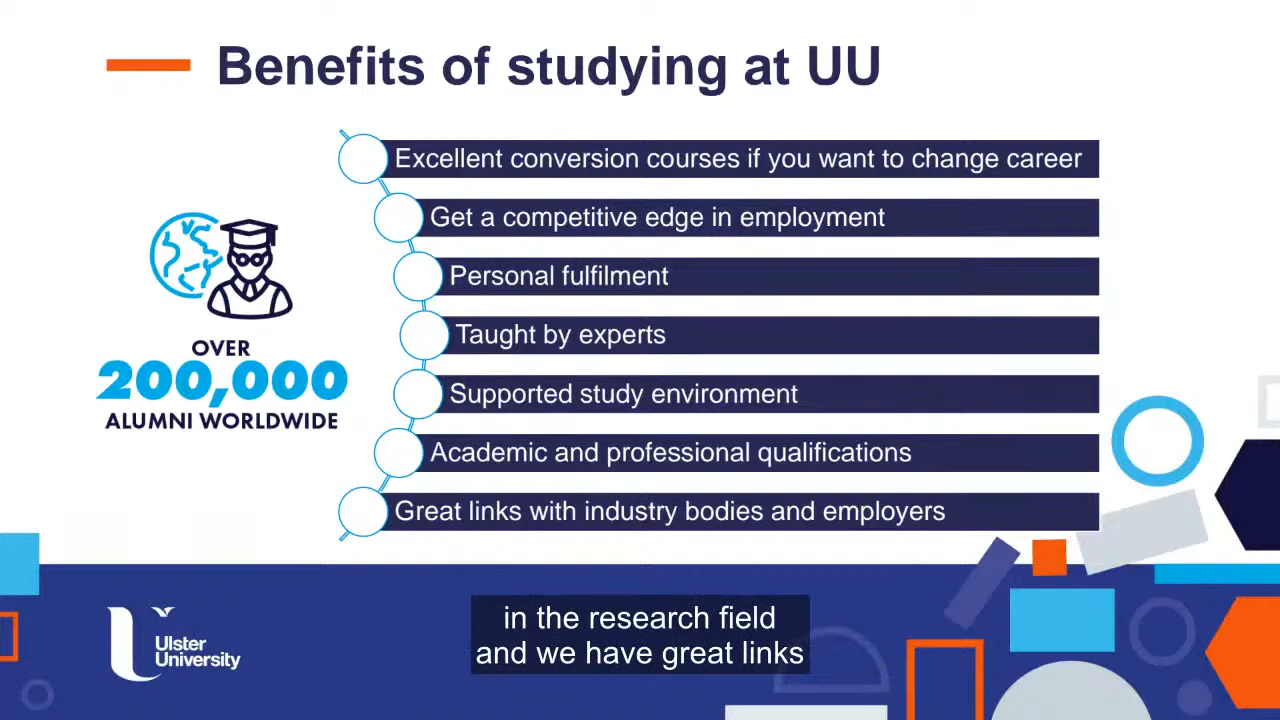 Benefits of studying at UU
Excellent conversion courses if you want to change career
Get a competitive edge in employment
Personal fulfilment
Taught by experts
Supported study environment
Academic and professional qualifications
Great links with industry bodies and employers
OVER
200,000
ALUMNI WORLDWIDE
Ulster
University
in the research field
and we have great links